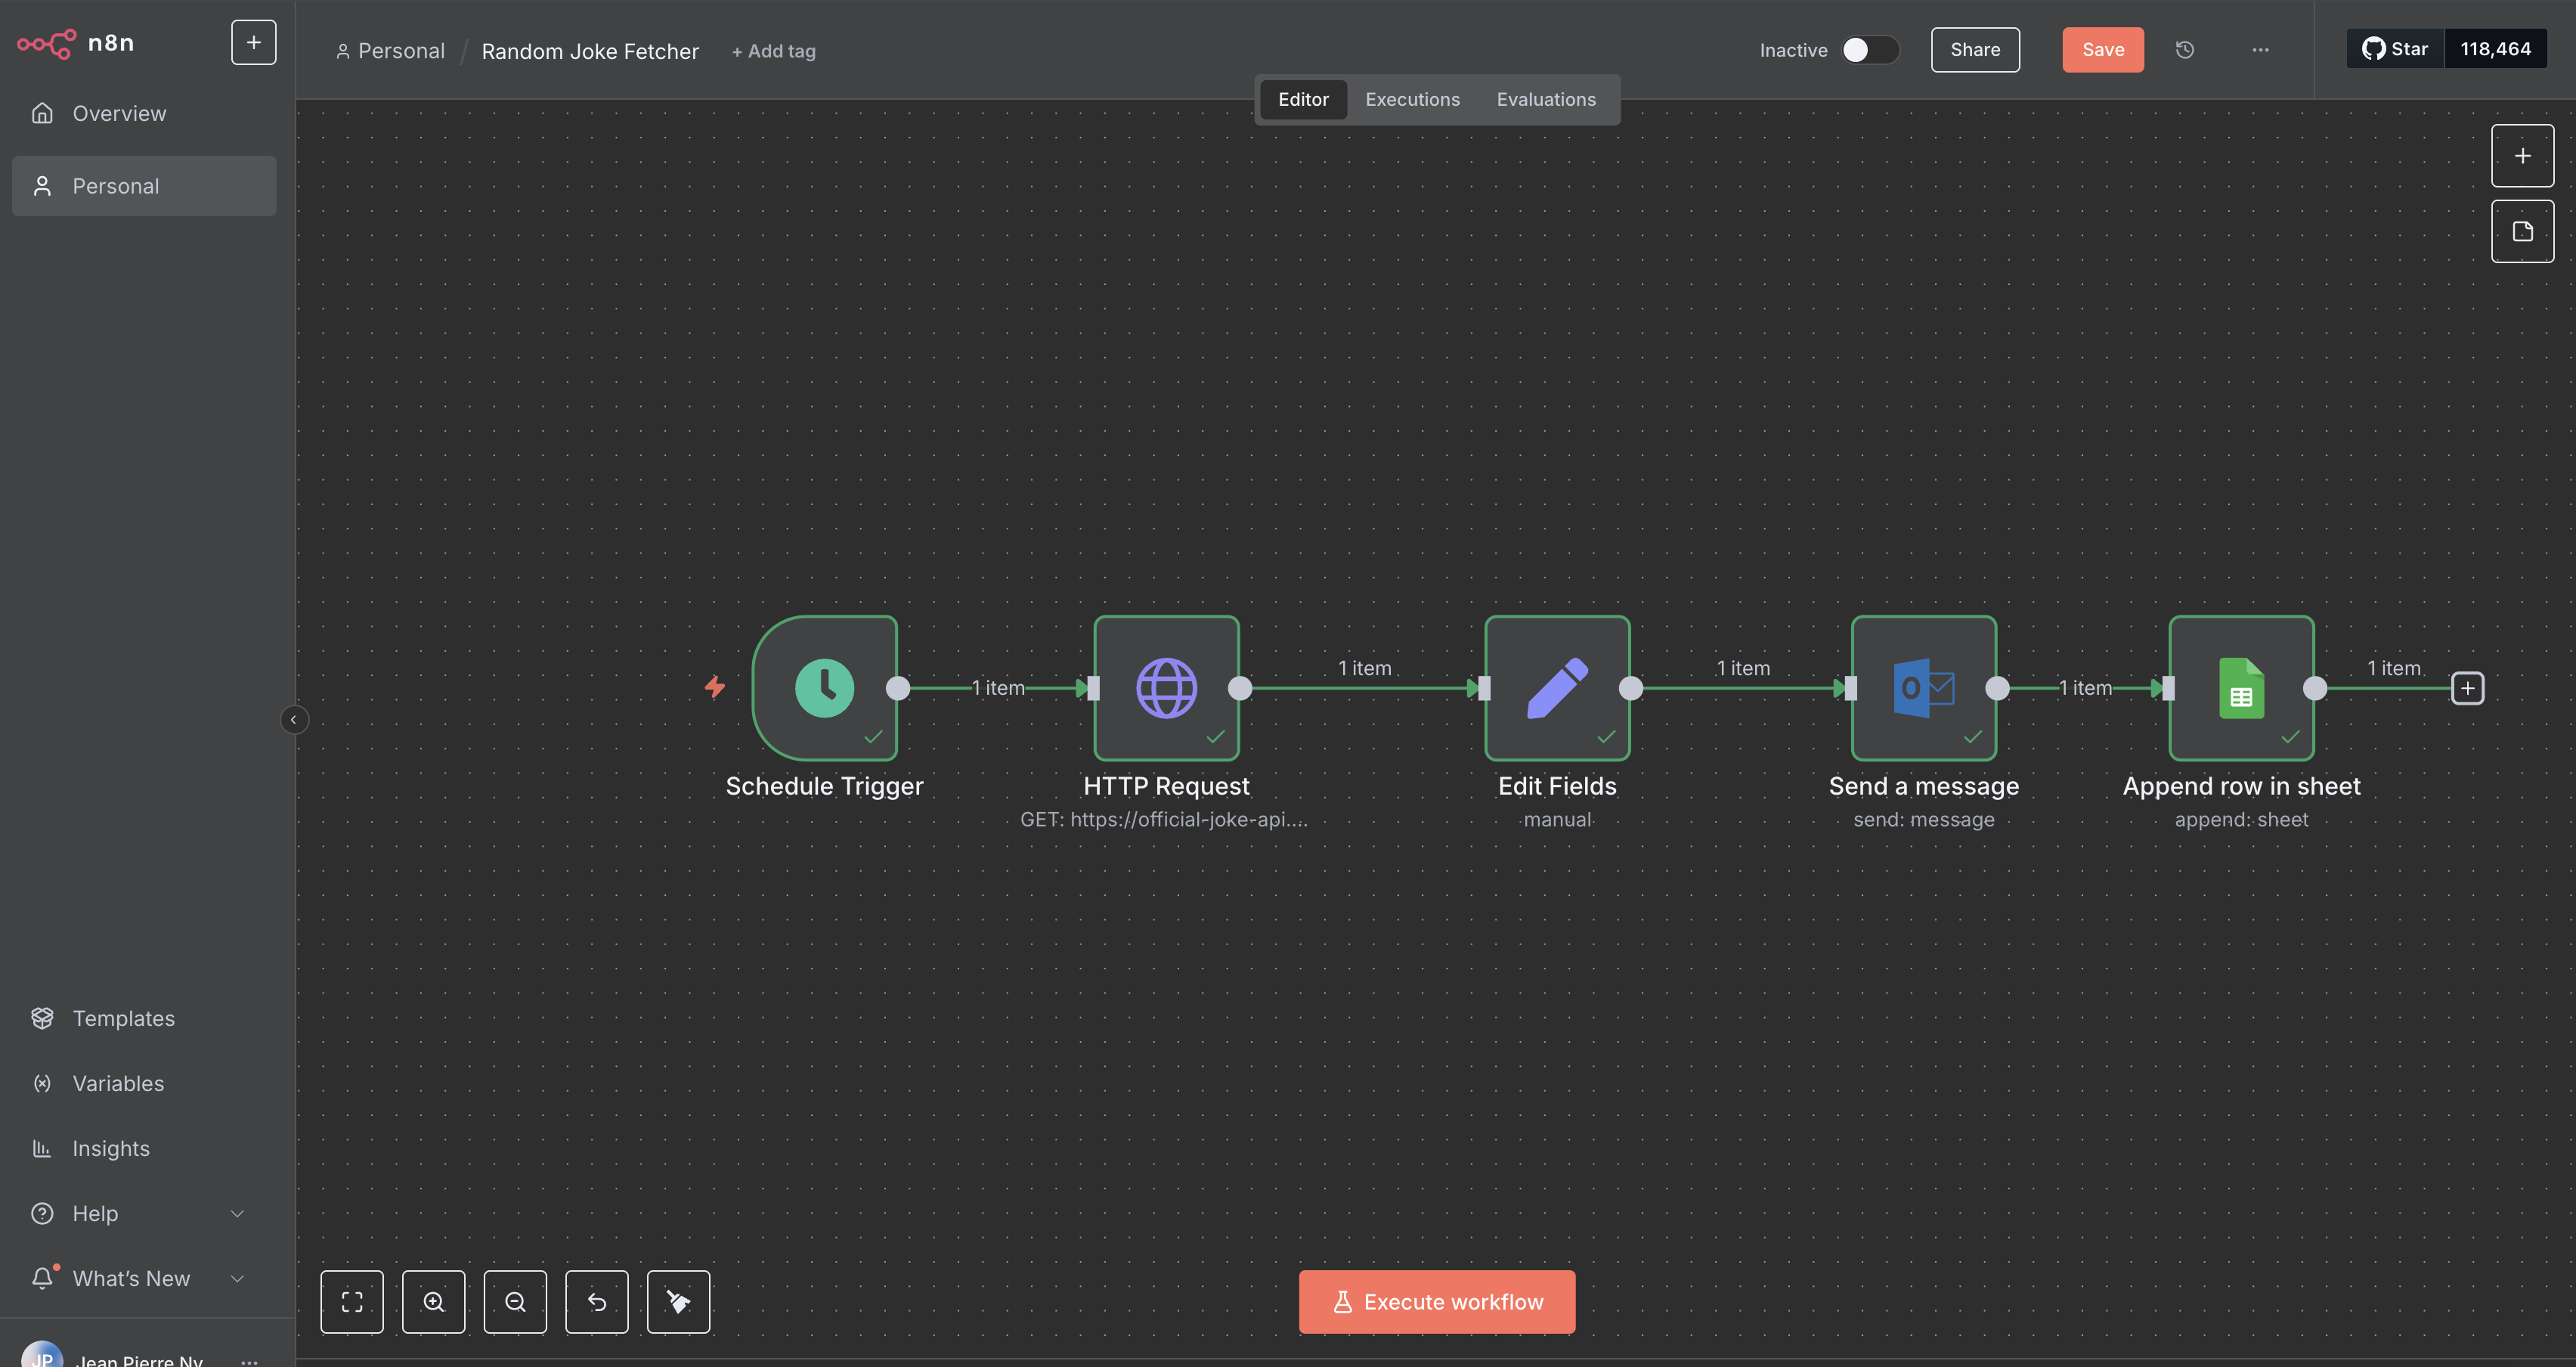 n8n
Personal / Random Joke Fetcher + Add tag
Inactive
Share
Save
Star 118,464
Editor Executions Evaluations
Overview
Personal
1 item
1 item
1 item
1 item
1 item
Schedule Trigger
HTTP Request
GET: https://official-joke-api....
Edit Fields
manual
Send a message
send: message
Append row in sheet
append: sheet
Templates
Variables
Insights
Help
What's New
JP Jean Pierre Ny
Execute workflow